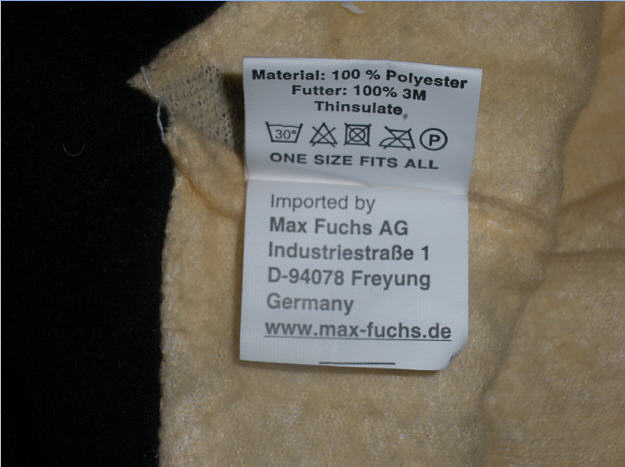 Material: 100 % Polyester
Futter: 100% 3M
Thinsulate
30°
P
ONE SIZE FITS ALL
Imported by
Max Fuchs AG
Industriestraße 1
D-94078 Freyung
Germany
www.max-fuchs.de